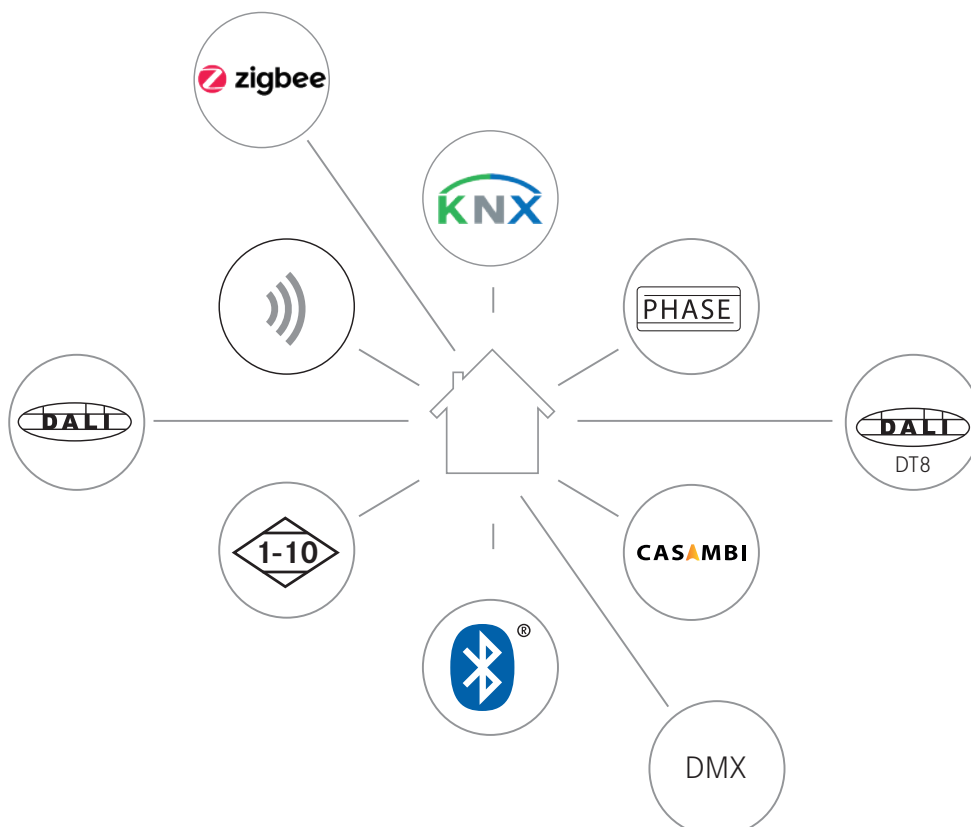 zigbee
KNX
PHASE
DALI
DALI
DT8
1-10
CASAMBI
®
DMX